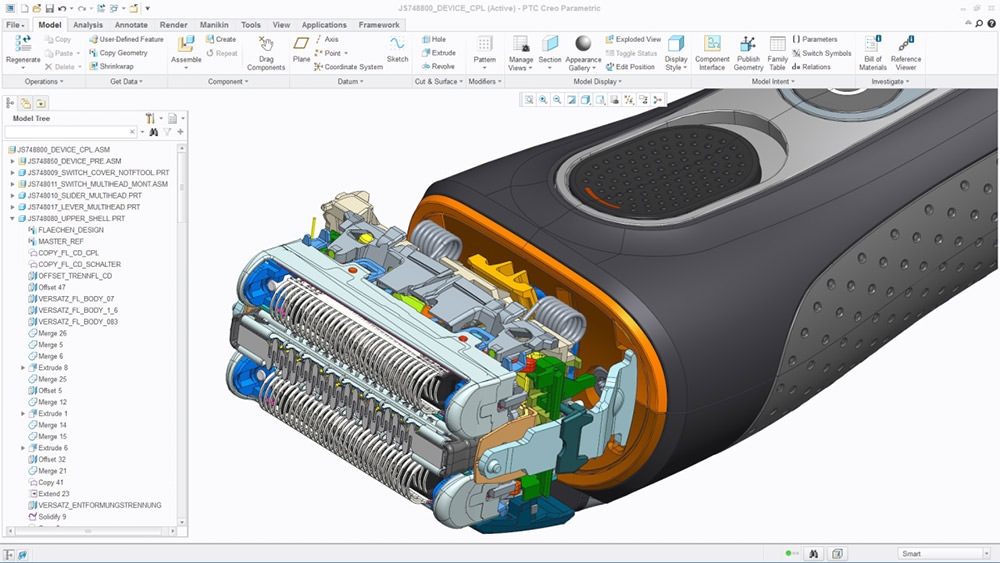 JS748800_DEVICE_CPL (Active) - PTC Creo Parametric
File Model Analysis Annotate Render Manikin Tools View Applications Framework
Regenerate
Copy
Paste
Delete
User-Defined Feature
Copy Geometry
Shrinkwrap
Assemble
Create
Repeat
Drag
Components
Plane
Axis
Point
Coordinate System
Sketch
Hole
Extrude
Revolve
Pattern
Manage
Views
Section
Appearance
Gallery
Exploded View
Toggle Status
Edit Position
Display
Style
Component
Interface
Publish
Geometry
Family
Table
Parameters
Switch Symbols
d= Relations
Bill of
Materials
Reference
Viewer
Operations Get Data Component Datum Cut & Surface Modifiers Model Display Model Intent Investigate
Model Tree
JS748800_DEVICE_CPL.ASM
JS748850_DEVICE_PRE.ASM
JS748009_SWITCH_COVER_NOTFTOOL.PRT
JS748011_SWITCH_MULTIHEAD_MONT.ASM
JS748010_SLIDER_MULTIHEAD.PRT
JS748017_LEVER_MULTIHEAD.PRT
JS748080_UPPER_SHELL.PRT
FLAECHEN_DESIGN
MASTER_REF
COPY_FL_CD_CPL
COPY_FL_CD_SCHALTER
OFFSET_TRENNFL_CD
Offset 47
VERSATZ_FL_BODY_07
VERSATZ_FL_BODY_1_6
VERSATZ_FL_BODY_083
Merge 26
Merge 5
Merge 6
Extrude 8
Merge 25
Offset 5
Merge 12
Extrude 1
Merge 14
Merge 15
Extrude 6
Offset 32
Merge 21
Copy 41
Extend 23
VERSATZ_ENTFORMUNGSTRENNUNG
Solidify 9
Smart